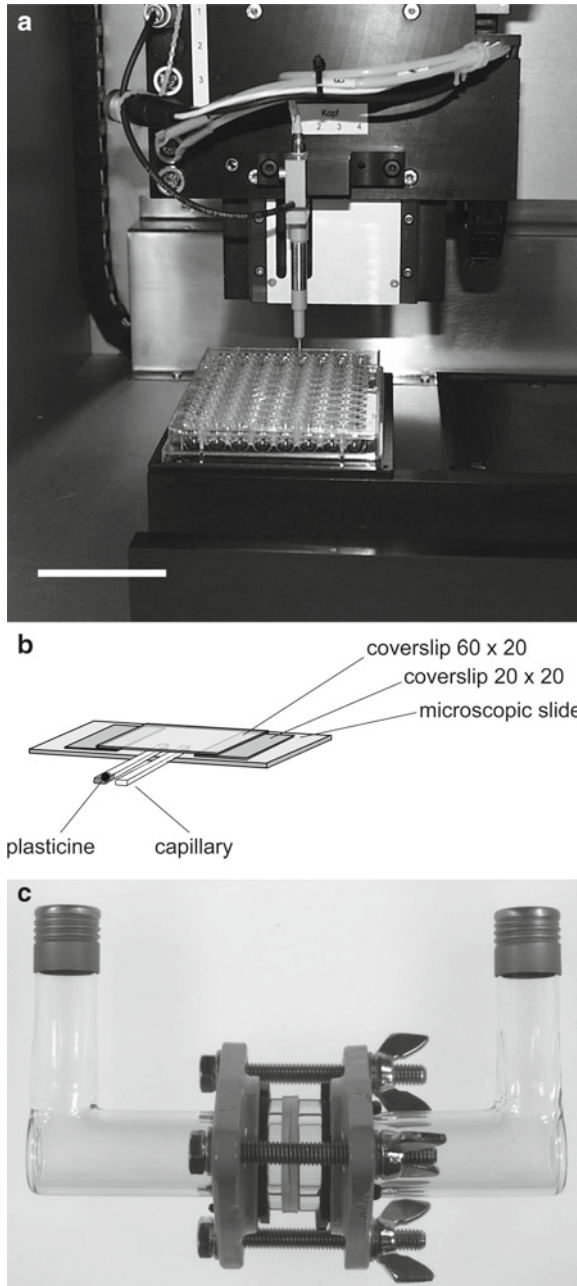 a
1
2
3
Kopf
2 3 4
b
coverslip 60 x 20
coverslip 20 x 20
microscopic slide
plasticine
capillary
c